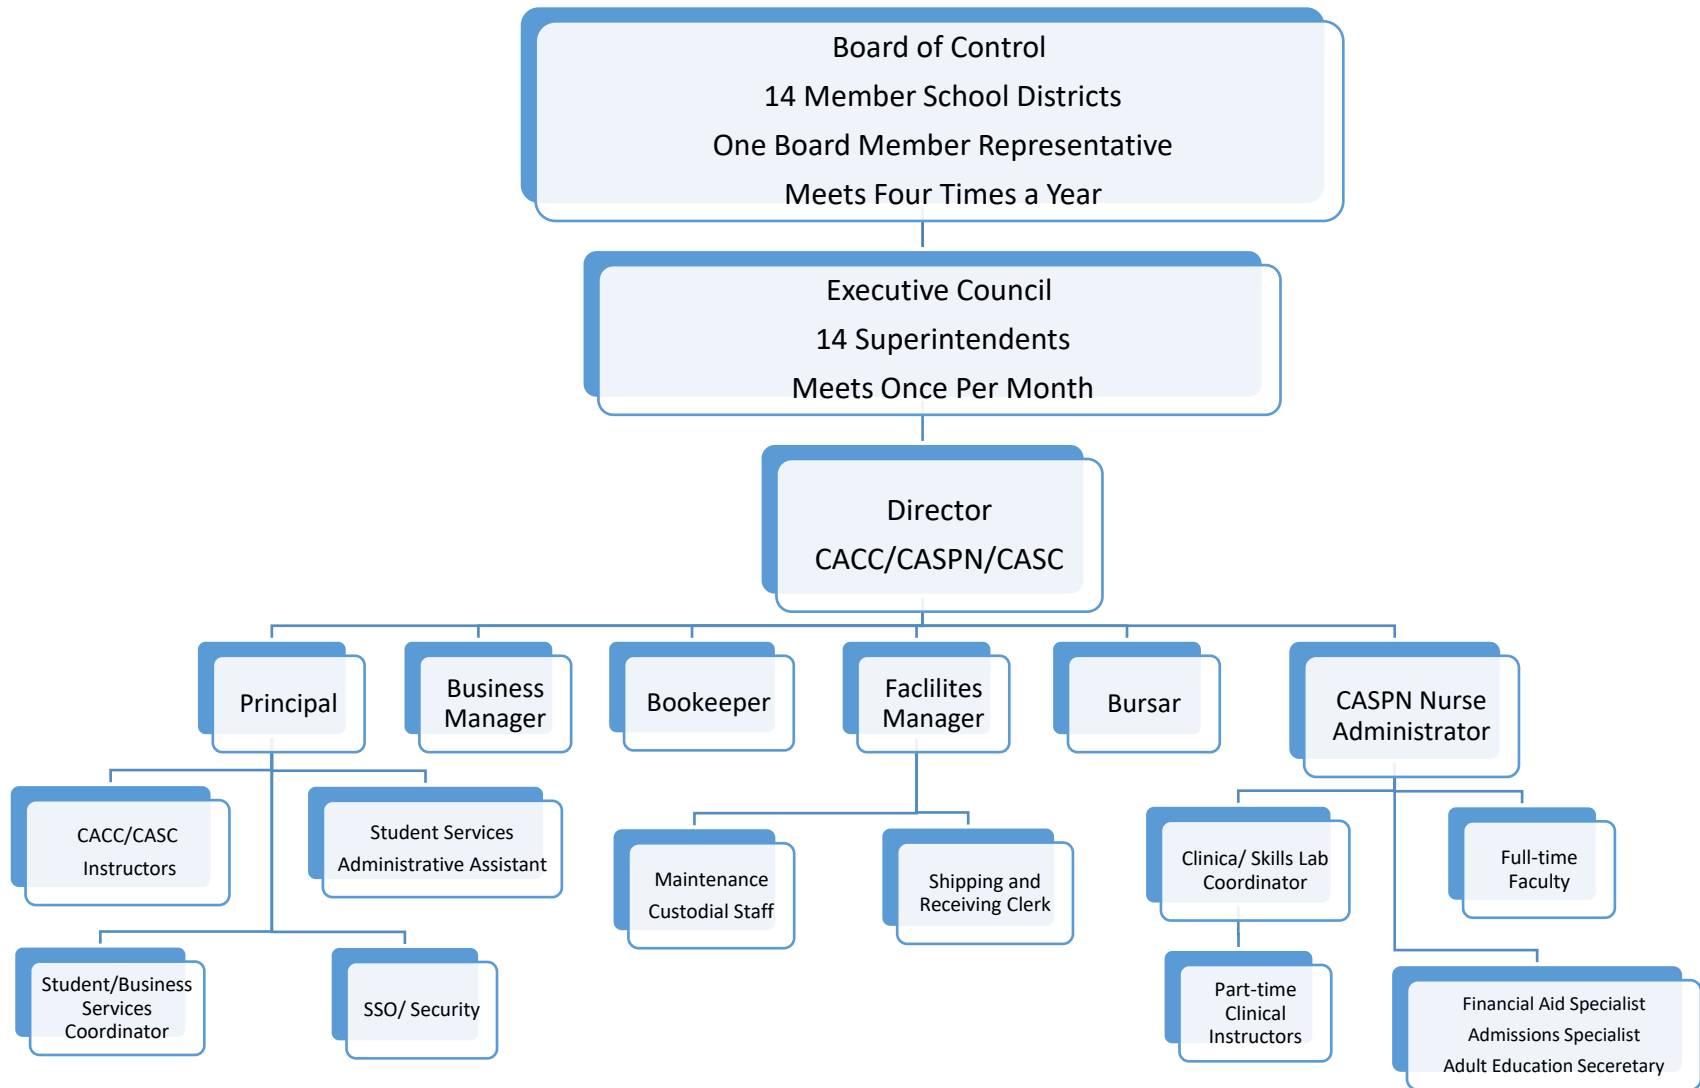 Board of Control
14 Member School Districts
One Board Member Representative
Meets Four Times a Year
Executive Council
14 Superintendents
Meets Once Per Month
Director
CACC/CASPN/CASC
Principal
Business
Manager
Bookeeper
Faclilites
Manager
Bursar
CASPN Nurse
Administrator
CACC/CASC
Instructors
Student Services
Administrative Assistant
Maintenance
Custodial Staff
Shipping and
Receiving Clerk
Clinica/ Skills Lab
Coordinator
Full-time
Faculty
Student/Business
Services
Coordinator
SSO/ Security
Part-time
Clinical
Instructors
Financial Aid Specialist
Admissions Specialist
Adult Education Seceretary